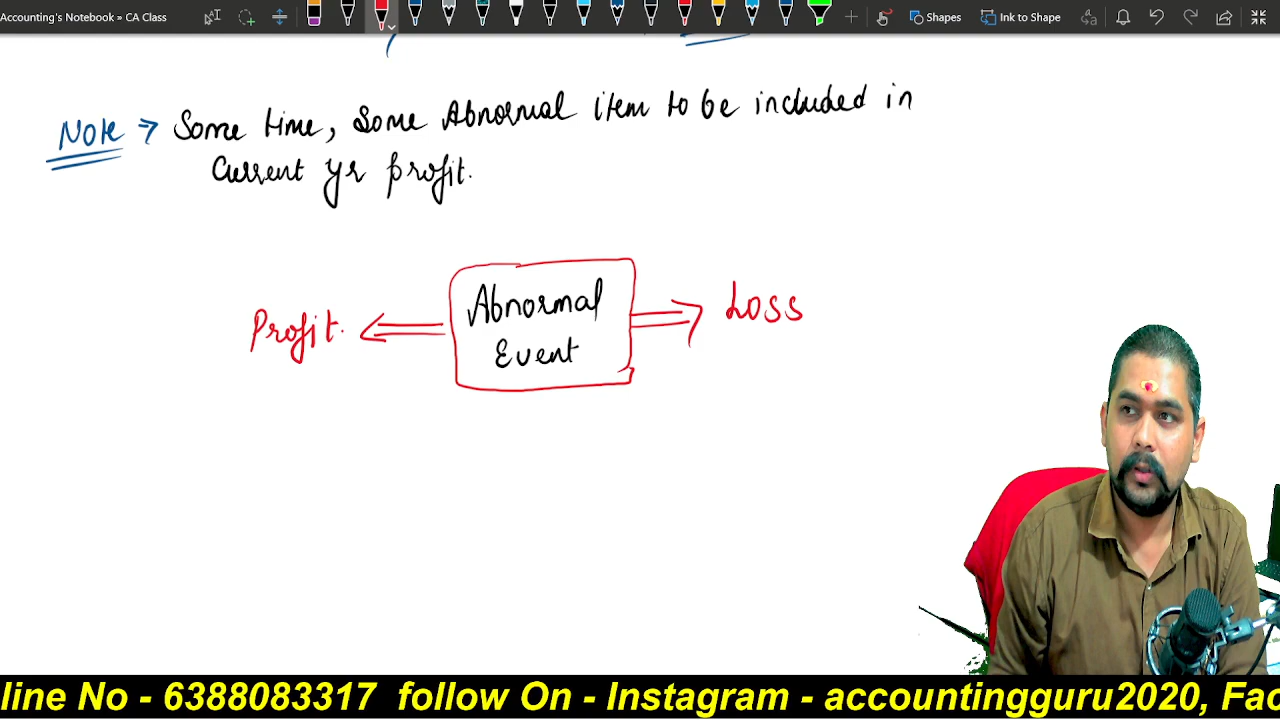 Accounting's Notebook » CA Class
Shapes
Ink to Shape
Note → Some time, Some Abnormal item to be included in
Current yr profit.
Profit.
Abnormal
Event
Loss
line No - 6388083317 follow On - Instagram - accountingguru2020, Fac